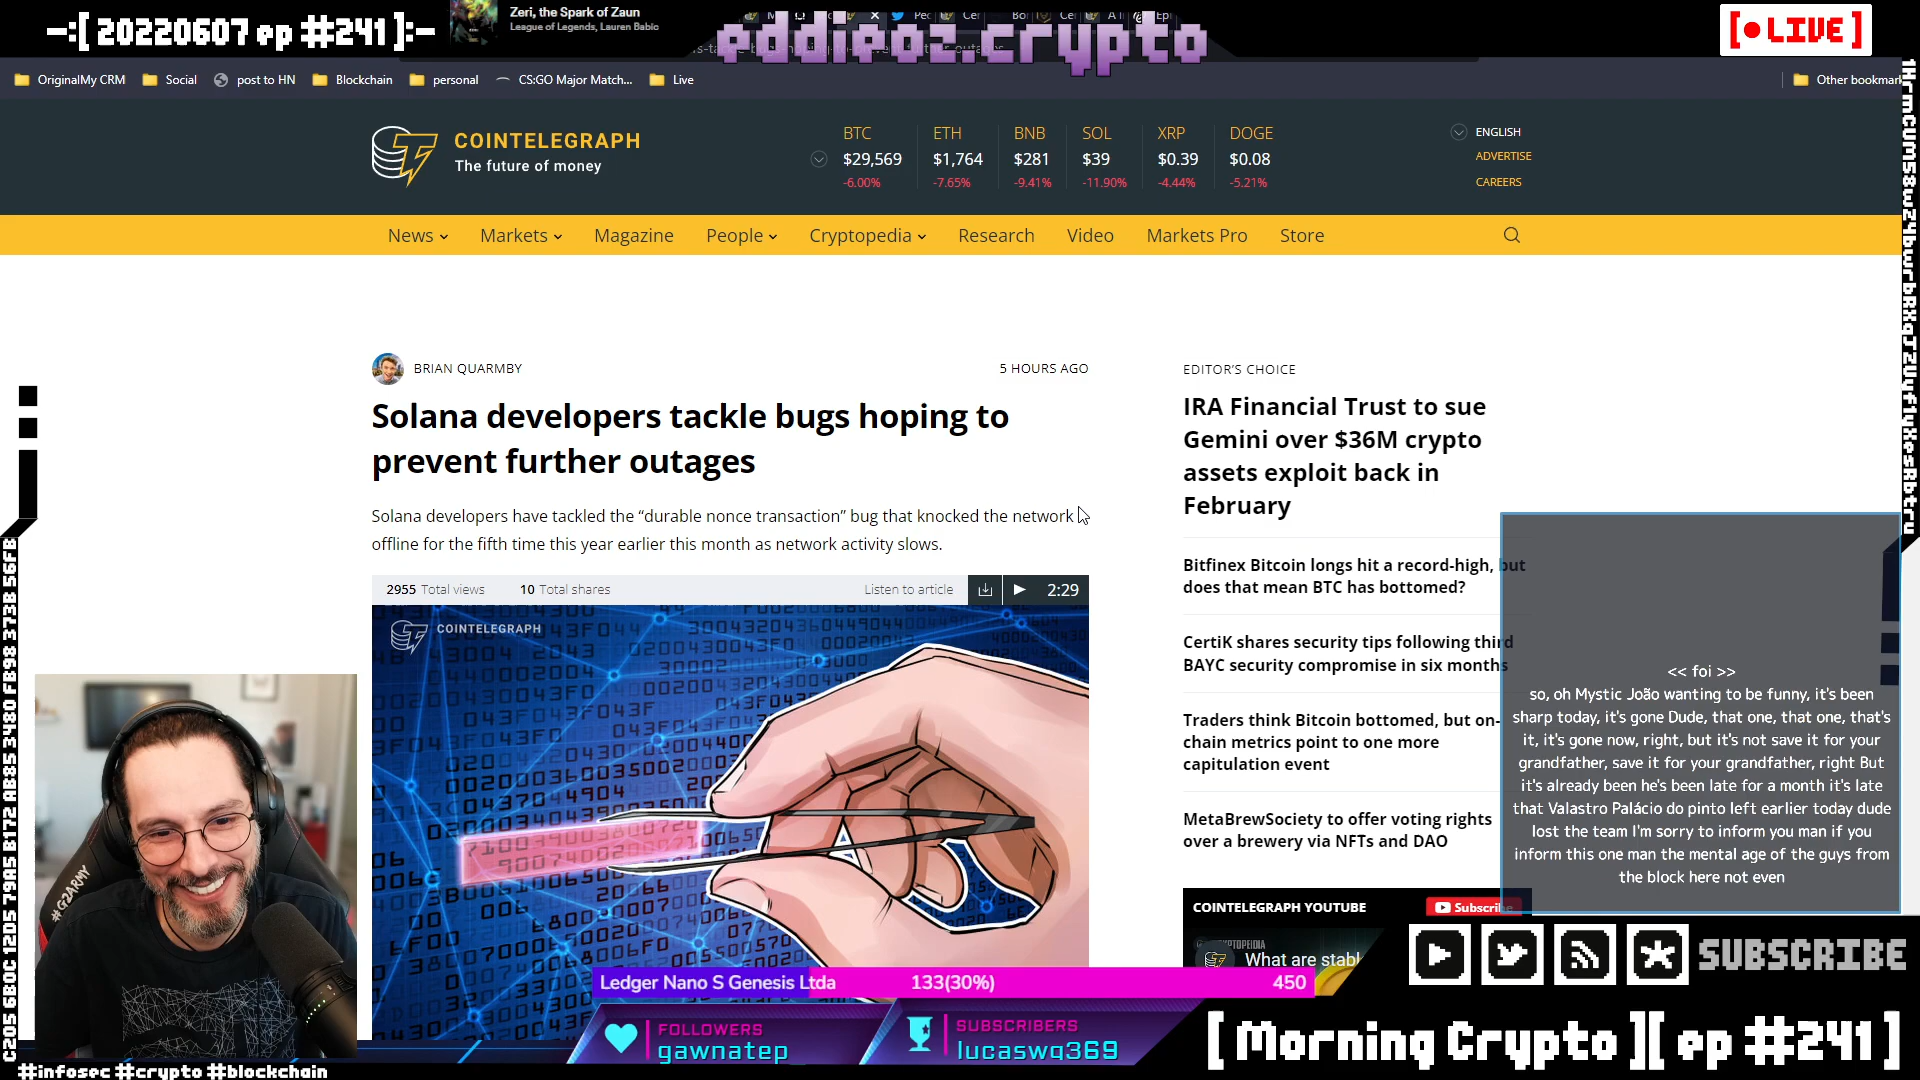 -:[ 20220607 ep #241 ]:-
Zeri, the Spark of Zaun
League of Legends, Lauren Babio
eddieoz.crypto
[ LIVE ]
OriginalMy CRM
Social
post to HN
Blockchain
personal
CS:GO Major Match...
Live
Other bookmark
COINTELEGRAPH
The future of money
BTC
$29,569
-6.00%
ETH
$1,764
-7.65%
BNB
$281
-9.41%
SOL
$39
-11.90%
XRP
$0.39
-4.44%
DOGE
$0.08
-5.21%
ENGLISH
ADVERTISE
CAREERS
News
Markets
Magazine
People
Cryptopedia
Research
Video
Markets Pro
Store
BRIAN QUARMBY
5 HOURS AGO
Solana developers tackle bugs hoping to
prevent further outages
Solana developers have tackled the “durable nonce transaction” bug that knocked the network
offline for the fifth time this year earlier this month as network activity slows.
2955 Total views
10 Total shares
Listen to article
2:29
COINTELEGRAPH
EDITOR’S CHOICE
IRA Financial Trust to sue
Gemini over $36M crypto
assets exploit back in
February
Bitfinex Bitcoin longs hit a record-high, but
does that mean BTC has bottomed?
CertiK shares security tips following third
BAYC security compromise in six months
Traders think Bitcoin bottomed, but on-
chain metrics point to one more
capitulation event
MetaBrewSociety to offer voting rights
over a brewery via NFTs and DAO
COINTELEGRAPH YOUTUBE
Subscribe
What are stabl
<< foi >>
so, oh Mystic João wanting to be funny, it's been
sharp today, it's gone Dude, that one, that one, that's
it, it's gone now, right, but it's not save it for your
grandfather, save it for your grandfather, right But
it's already been he's been late for a month it's late
that Valastro Palácio do pinto left earlier today dude
lost the team I'm sorry to inform you man if you
inform this one man the mental age of the guys from
the block here not even
#G2ARMY
Ledger Nano S Genesis Ltda
133(30%)
450
FOLLOWERS
gawnatep
SUBSCRIBERS
lucaswg369
SUBSCRIBE
[ Morning Crypto ][ ep #241 ]
#infosec #crypto #blockchain